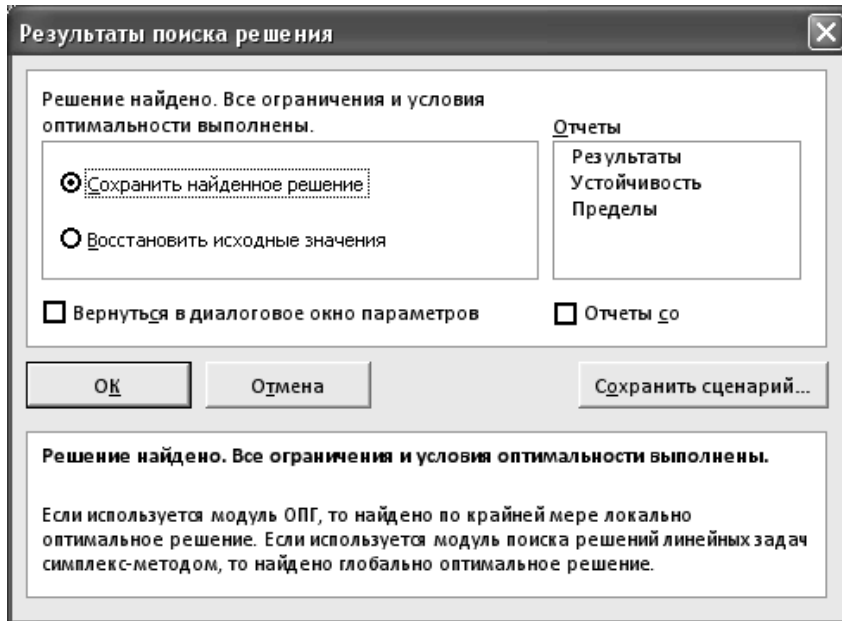 Результаты поиска решения
Решение найдено. Все ограничения и условия
оптимальности выполнены.
Отчеты
Результаты
Устойчивость
Пределы
Сохранить найденное решение
Восстановить исходные значения
Вернуться в диалоговое окно параметров
Отчеты со
ОК
Отмена
Сохранить сценарий...
Решение найдено. Все ограничения и условия оптимальности выполнены.
Если используется модуль ОПГ, то найдено по крайней мере локально
оптимальное решение. Если используется модуль поиска решений линейных задач
симплекс-методом, то найдено глобально оптимальное решение.